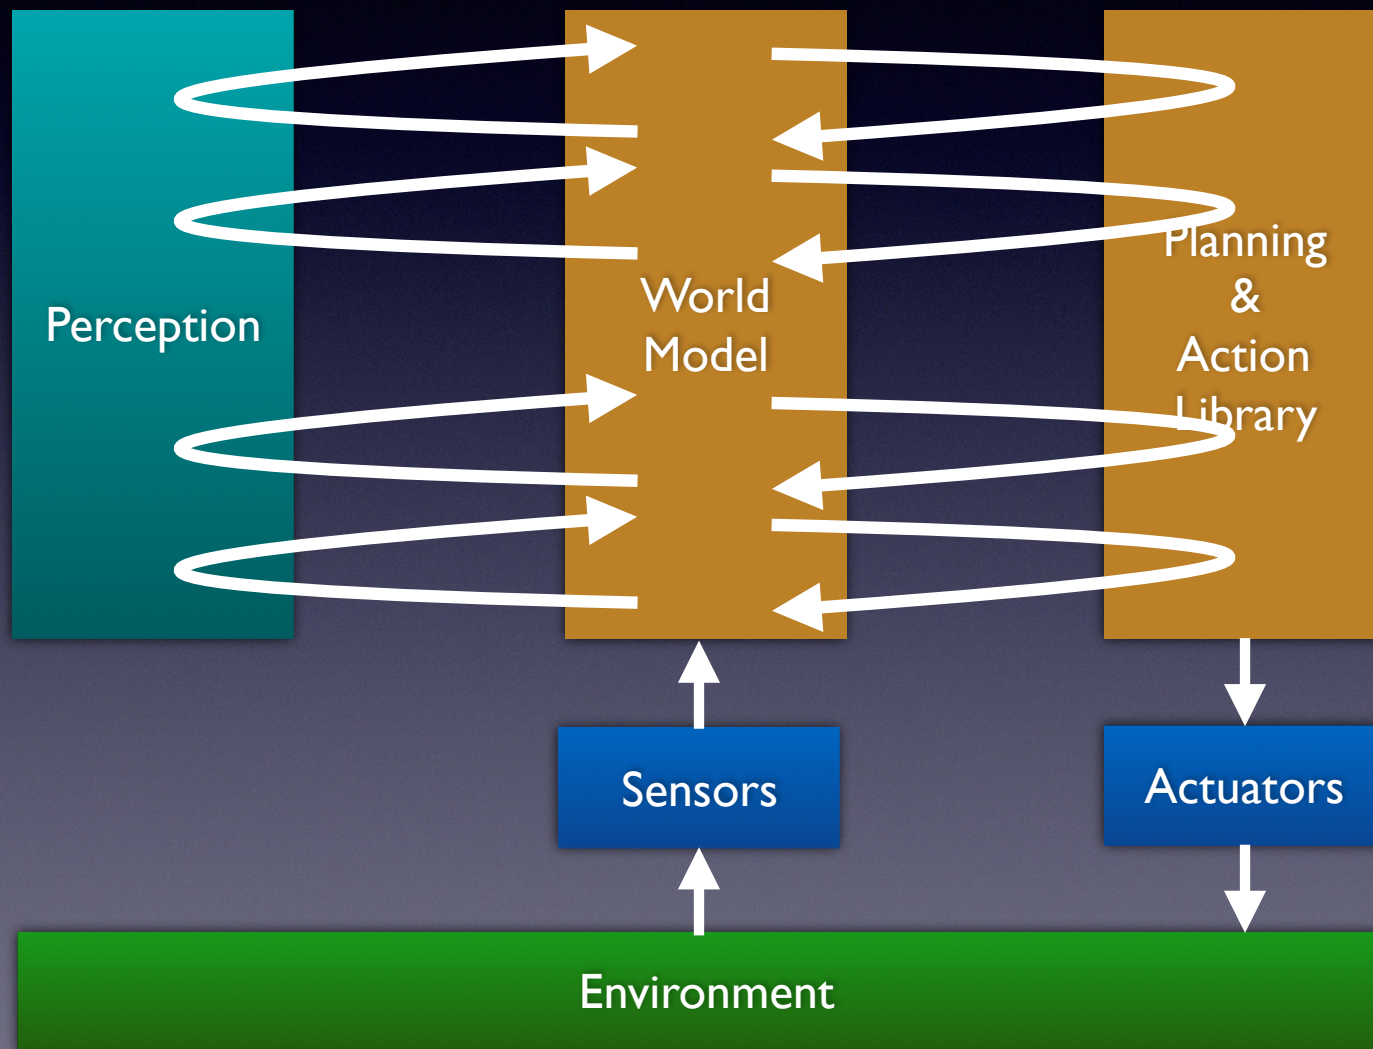 Perception
World
Model
Planning
&
Action
Library
Sensors
Actuators
Environment